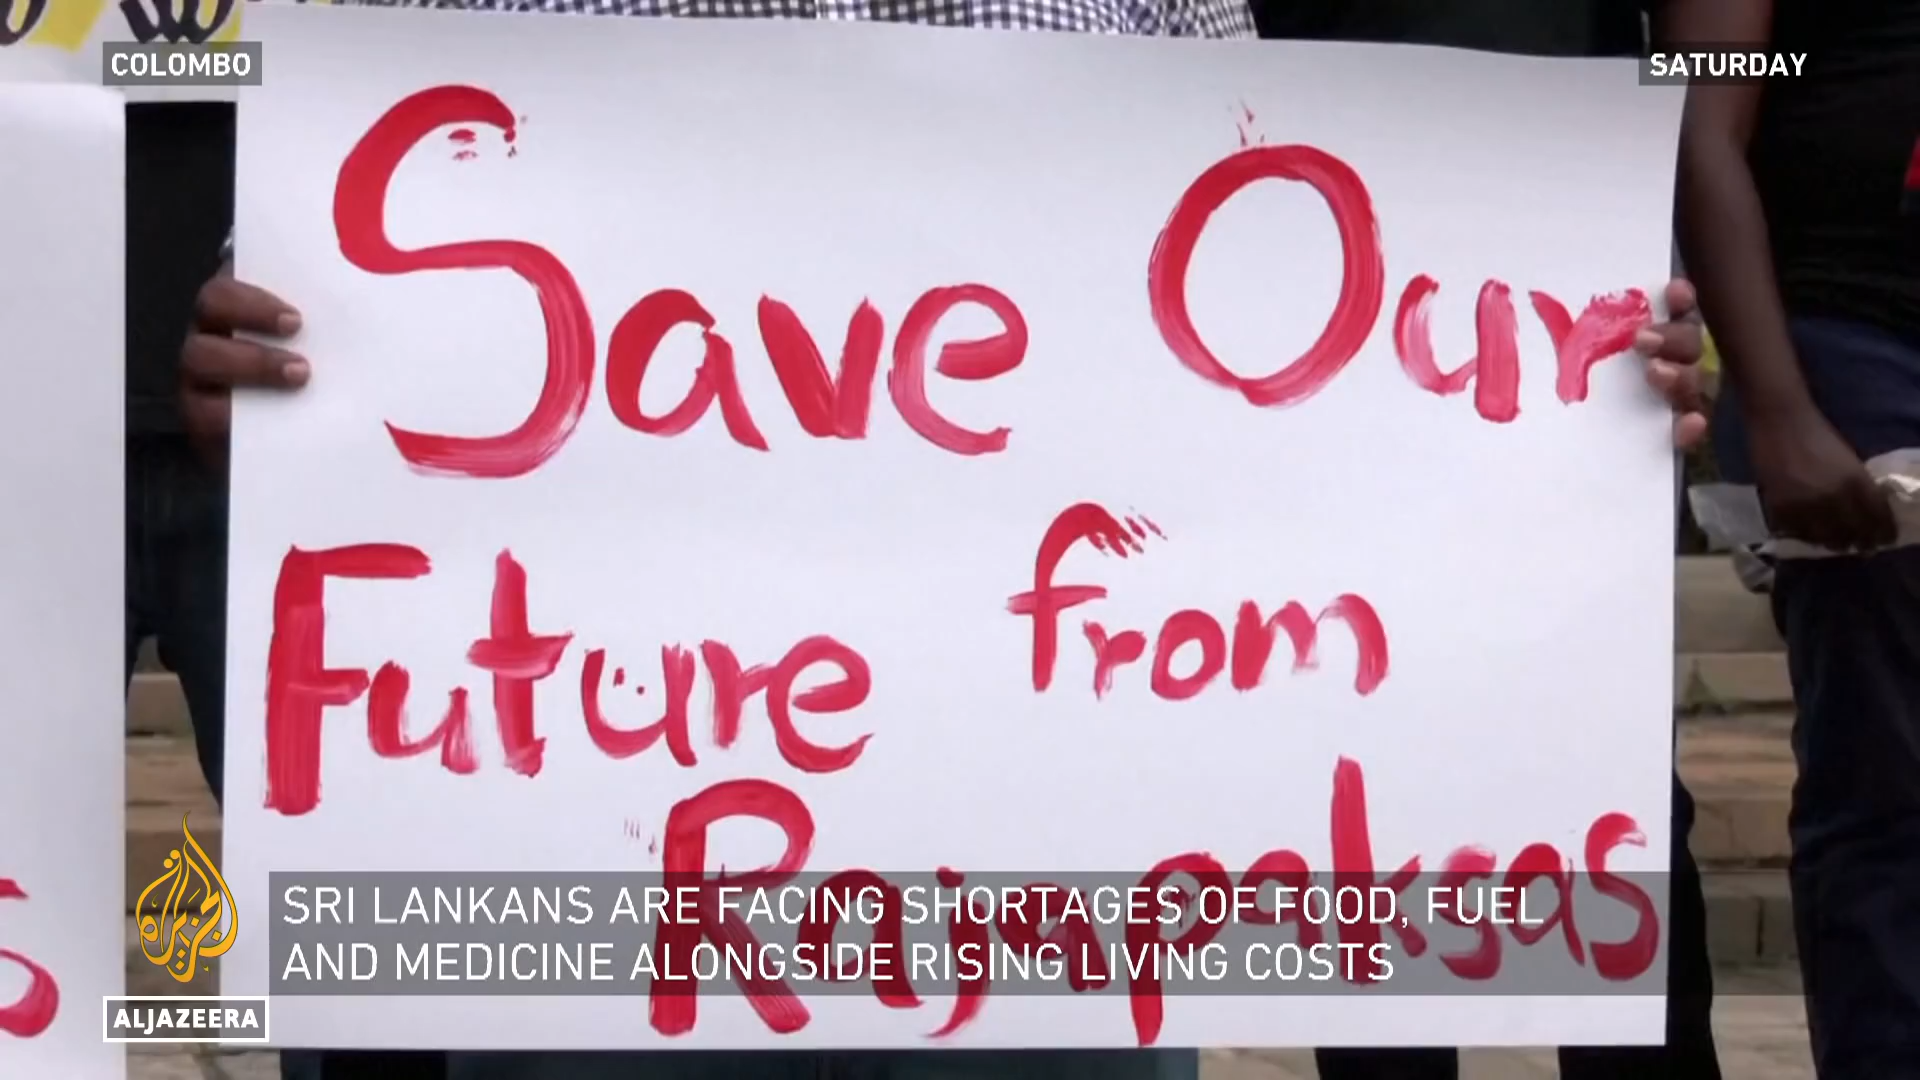 COLOMBO
SATURDAY
Save Our
Future from
Rajapaksas
SRI LANKANS ARE FACING SHORTAGES OF FOOD, FUEL
AND MEDICINE ALONGSIDE RISING LIVING COSTS
الجزيرة
ALJAZEERA